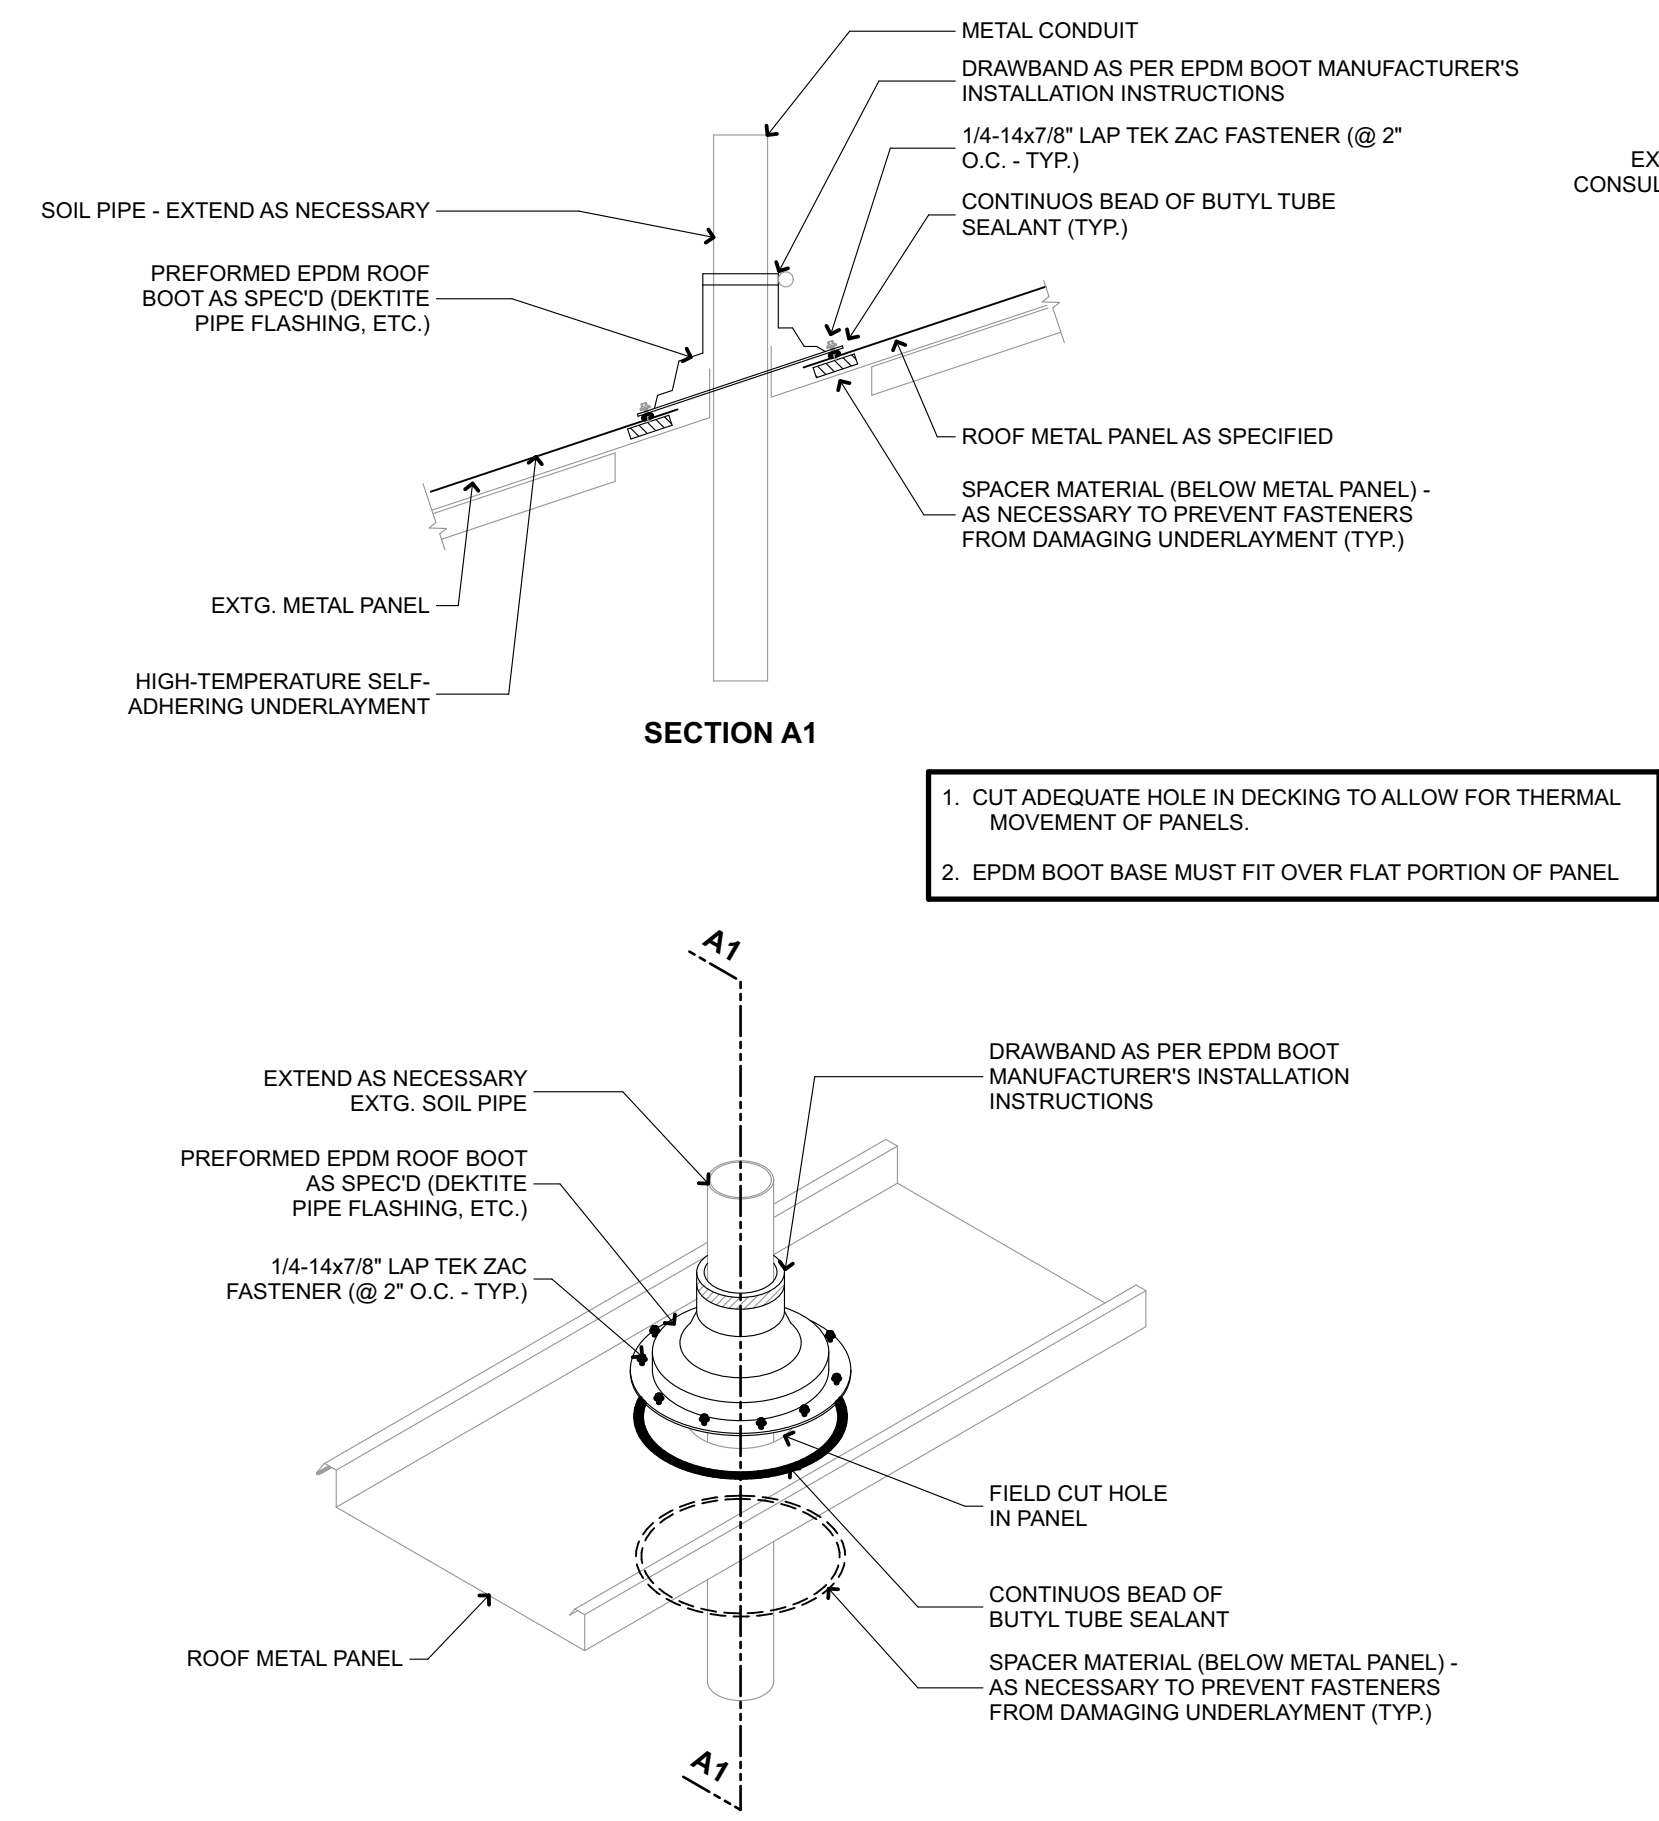 METAL CONDUIT
DRAWBAND AS PER EPDM BOOT MANUFACTURER'S
INSTALLATION INSTRUCTIONS
1/4-14x7/8" LAP TEK ZAC FASTENER (@ 2"
O.C. - TYP.)
CONTINUOS BEAD OF BUTYL TUBE
SEALANT (TYP.)
EX
CONSUL
SOIL PIPE - EXTEND AS NECESSARY
PREFORMED EPDM ROOF
BOOT AS SPEC'D (DEKTITE
PIPE FLASHING, ETC.)
ROOF METAL PANEL AS SPECIFIED
SPACER MATERIAL (BELOW METAL PANEL) -
AS NECESSARY TO PREVENT FASTENERS
FROM DAMAGING UNDERLAYMENT (TYP.)
EXTG. METAL PANEL
HIGH-TEMPERATURE SELF-
ADHERING UNDERLAYMENT
SECTION A1
1. CUT ADEQUATE HOLE IN DECKING TO ALLOW FOR THERMAL
MOVEMENT OF PANELS.
2. EPDM BOOT BASE MUST FIT OVER FLAT PORTION OF PANEL
A1
EXTEND AS NECESSARY
EXTG. SOIL PIPE
PREFORMED EPDM ROOF BOOT
AS SPEC'D (DEKTITE
PIPE FLASHING, ETC.)
1/4-14x7/8" LAP TEK ZAC
FASTENER (@ 2" O.C. - TYP.)
DRAWBAND AS PER EPDM BOOT
MANUFACTURER'S INSTALLATION
INSTRUCTIONS
FIELD CUT HOLE
IN PANEL
CONTINUOS BEAD OF
BUTYL TUBE SEALANT
ROOF METAL PANEL
SPACER MATERIAL (BELOW METAL PANEL) -
AS NECESSARY TO PREVENT FASTENERS
FROM DAMAGING UNDERLAYMENT (TYP.)
A1